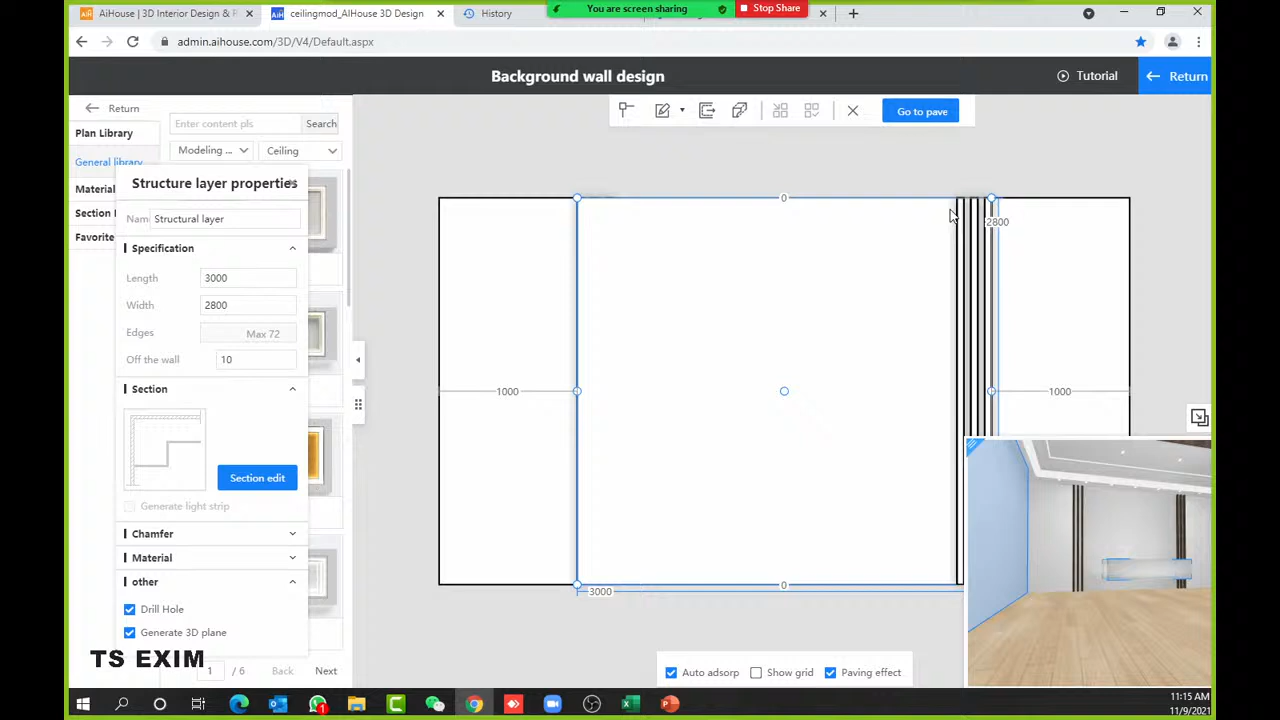 You are screen sharing
Stop Share
AiHouse | 3D Interior Design & F
ceilingmod_AIHouse 3D Design
History
admin.aihouse.com/3D/V4/Default.aspx
Background wall design
Tutorial
Return
Return
Enter content pls
Search
Plan Library
Modeling ...
Ceiling
General library
Material
Section
Favorite
Go to pave
Structure layer properties
Structural layer
Specification
Length
3000
Width
2800
Edges
Max 72
Off the wall
10
Section
Section edit
Generate light strip
Chamfer
Material
other
Drill Hole
Generate 3D plane
TS EXIM
1
/ 6
Back
Next
0
2800
1000
1000
3000
0
Auto adsorp
Show grid
Paving effect
11:15 AM
11/9/2021